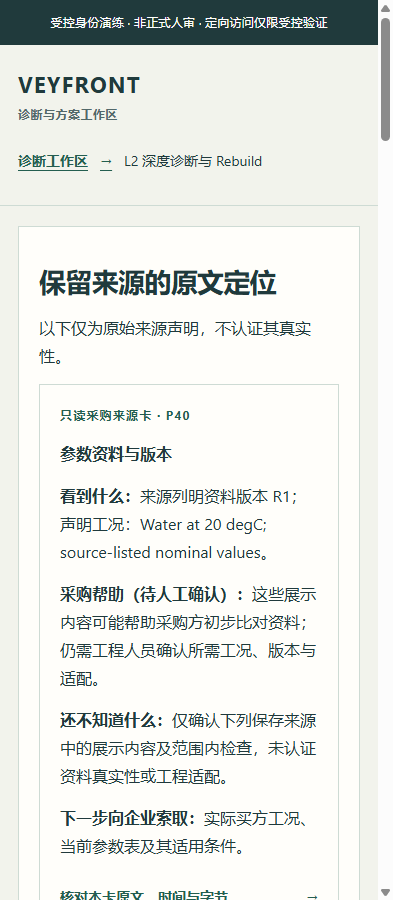 受控身份演练 · 非正式人审 · 定向访问仅限受控验证
VEYFRONT
诊断与方案工作区
诊断工作区 → L2 深度诊断与 Rebuild
保留来源的原文定位
以下仅为原始来源声明，不认证其真实
性。
只读采购来源卡 · P40
参数资料与版本
看到什么：来源列明资料版本 R1；
声明工况：Water at 20 degC;
source-listed nominal values。
采购帮助（待人工确认）：这些展示
内容可能帮助采购方初步比对资料；
仍需工程人员确认所需工况、版本与
适配。
还不知道什么：仅确认下列保存来源
中的展示内容及范围内检查，未认证
资料真实性或工程适配。
下一步向企业索取：实际买方工况、
当前参数表及其适用条件。
核对本卡原文、时间与字节 →